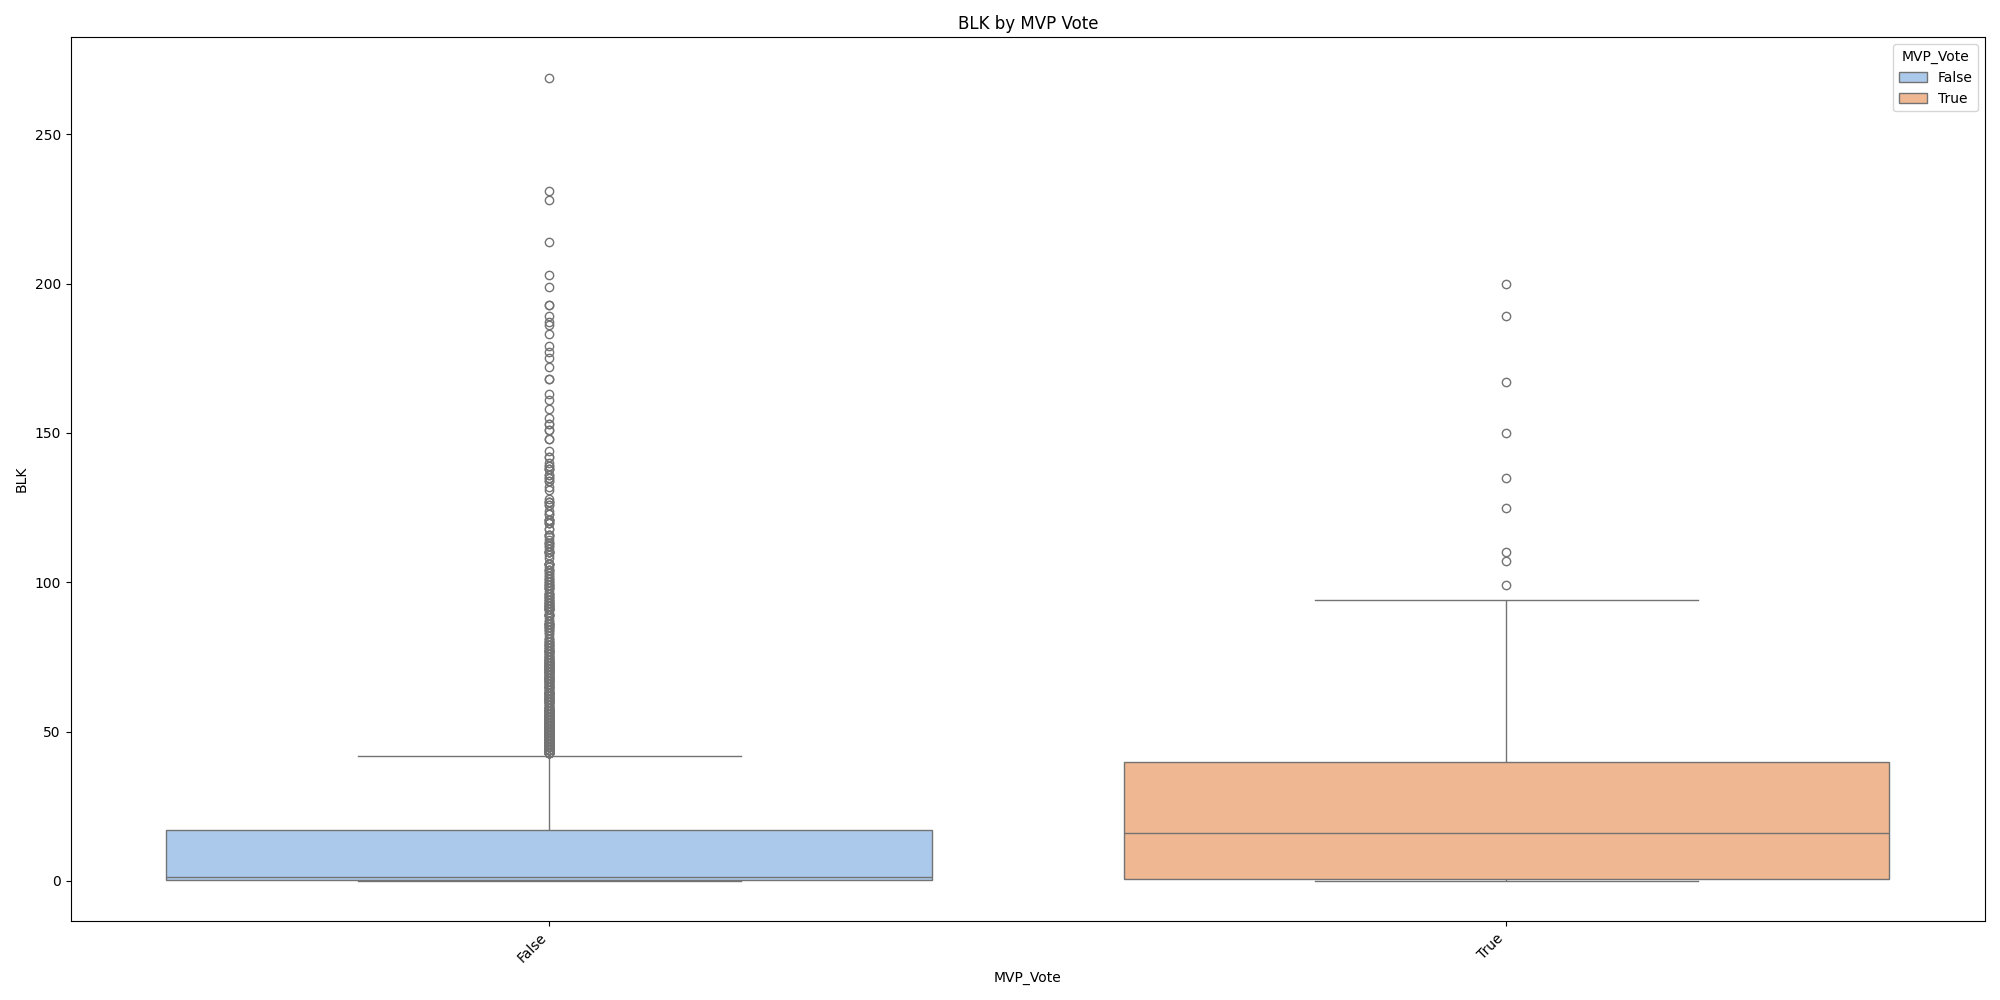 BLK by MVP Vote
MVP_Vote
False
True
250
200
150
100
50
0
BLK
False
True
MVP_Vote